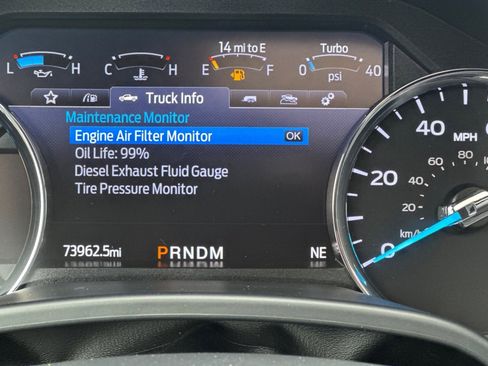 14 mi to E
Turbo
L H C H E F 0 40
psi
Truck Info
Maintenance Monitor
Engine Air Filter Monitor OK
Oil Life: 99%
Diesel Exhaust Fluid Gauge
Tire Pressure Monitor
73962.5mi PRNDM NE
40 MPH
80 100
60
20
40
20
km/h
0
0